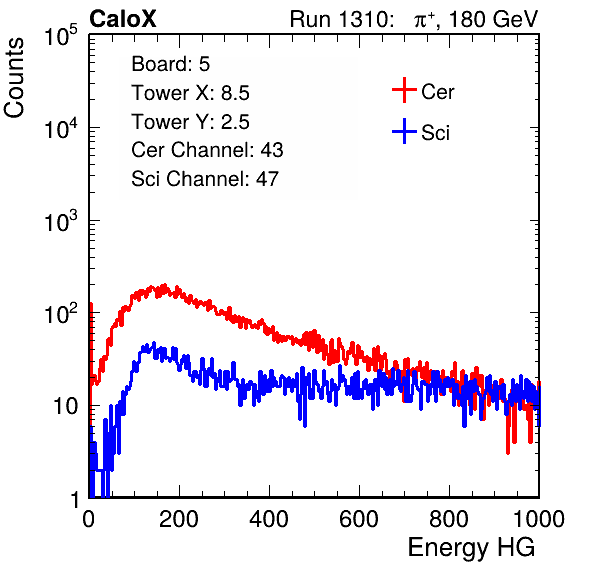 CaloX Run 1310: π⁺, 180 GeV
Counts
10⁵
10⁴
10³
10²
10
1
Board: 5
Tower X: 8.5
Tower Y: 2.5
Cer Channel: 43
Sci Channel: 47
Cer
Sci
0 200 400 600 800 1000
Energy HG